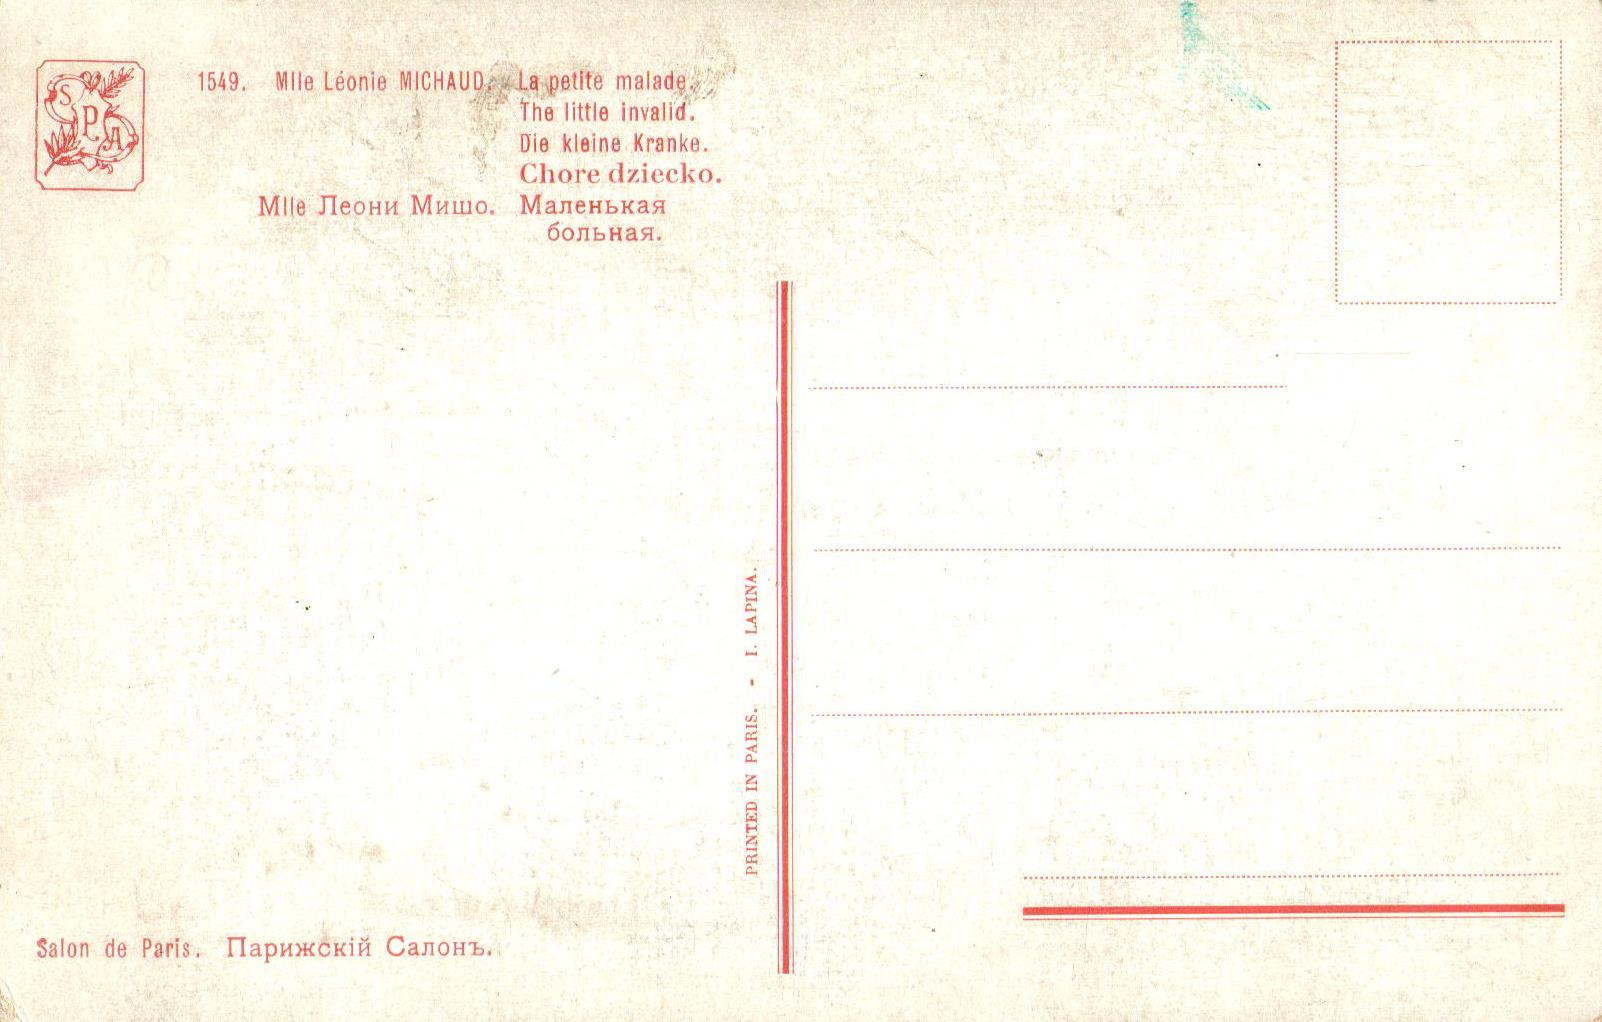 S P A
1549. Mlle Léonie MICHAUD. La petite malade.
The little invalid.
Die kleine Kranke.
Chore dziecko.
Mlle Леони Мишо. Маленькая
больная.
PRINTED IN PARIS. - I. LAPINA.
Salon de Paris. Парижскій Салонъ.